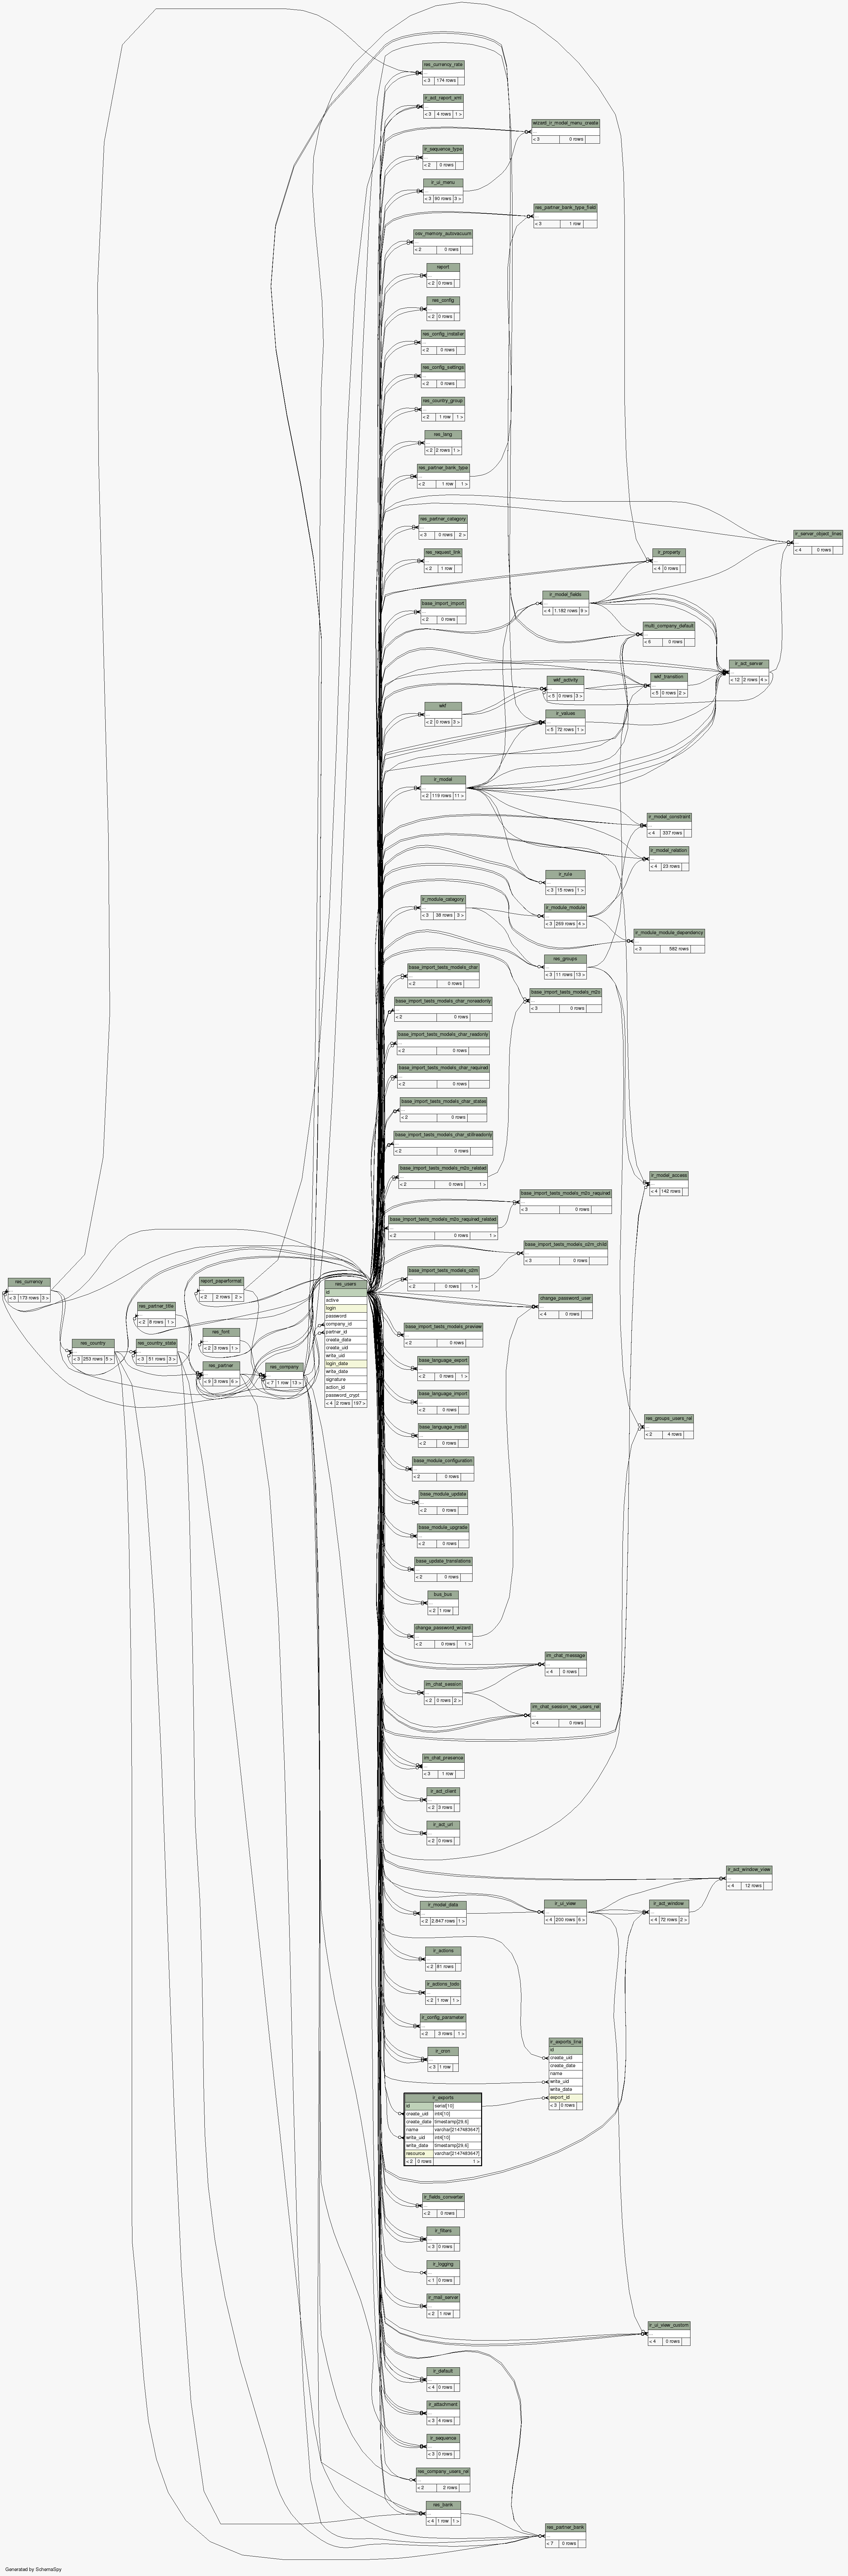 res_currency_rate
...
< 3 174 rows
ir_act_report_xml
...
< 3 4 rows 1 >
wizard_ir_model_menu_create
...
< 3 0 rows
ir_sequence_type
...
< 2 0 rows
ir_ui_menu
...
< 3 90 rows 3 >
res_partner_bank_type_field
...
< 3 1 row
osv_memory_autovacuum
...
< 2 0 rows
report
...
< 2 0 rows
res_config
...
< 2 0 rows
res_config_installer
...
< 2 0 rows
res_config_settings
...
< 2 0 rows
res_country_group
...
< 2 1 row 1 >
res_lang
...
< 2 2 rows 1 >
res_partner_bank_type
...
< 2 1 row 1 >
res_partner_category
...
< 3 0 rows 2 >
ir_server_object_lines
...
< 4 0 rows
res_request_link
...
< 2 1 row
ir_property
...
< 4 0 rows
ir_model_fields
...
< 4 1.182 rows 8 >
base_import_import
...
< 2 0 rows
multi_company_default
...
< 6 0 rows
ir_act_server
...
< 12 2 rows 4 >
wkf_activity
...
< 5 0 rows 3 >
wkf_transition
...
< 5 0 rows 2 >
wkf
...
< 2 0 rows 3 >
ir_values
...
< 5 72 rows 1 >
ir_model
...
< 2 119 rows 11 >
ir_model_constraint
...
< 4 337 rows
ir_model_relation
...
< 4 23 rows
ir_rule
...
< 3 15 rows 1 >
ir_module_category
...
< 3 38 rows 3 >
ir_module_module
...
< 3 269 rows 4 >
ir_module_module_dependency
...
< 3 582 rows
res_groups
...
< 3 11 rows 13 >
base_import_tests_models_char
...
< 2 0 rows
base_import_tests_models_m2o
...
< 3 0 rows
base_import_tests_models_char_noreadonly
...
< 2 0 rows
base_import_tests_models_char_readonly
...
< 2 0 rows
base_import_tests_models_char_required
...
< 2 0 rows
base_import_tests_models_char_states
...
< 2 0 rows
base_import_tests_models_char_stillreadonly
...
< 2 0 rows
base_import_tests_models_m2o_related
...
< 2 0 rows 1 >
ir_model_access
...
< 4 142 rows
base_import_tests_models_m2o_required
...
< 3 0 rows
base_import_tests_models_m2o_required_related
...
< 2 0 rows 1 >
base_import_tests_models_o2m_child
...
< 3 0 rows
base_import_tests_models_o2m
...
< 2 0 rows 1 >
res_currency
...
< 3 173 rows 5 >
report_paperformat
...
< 2 2 rows 2 >
res_users
id
active
login
password
company_id
partner_id
create_date
create_uid
write_uid
login_date
write_date
signature
action_id
password_crypt
< 4 2 rows 197 >
res_partner_title
...
< 2 8 rows 1 >
change_password_user
...
< 4 0 rows
res_font
...
< 2 3 rows 1 >
base_import_tests_models_preview
...
< 2 0 rows
res_country
...
< 3 253 rows 5 >
res_country_state
...
< 3 51 rows 3 >
res_partner
...
< 9 3 rows 6 >
res_company
...
< 7 1 row 13 >
base_language_export
...
< 2 0 rows 1 >
base_language_import
...
< 2 0 rows
res_groups_users_rel
...
< 2 4 rows
base_language_install
...
< 2 0 rows
base_module_configuration
...
< 2 0 rows
base_module_update
...
< 2 0 rows
base_module_upgrade
...
< 2 0 rows
base_update_translations
...
< 2 0 rows
bus_bus
...
< 2 1 row
change_password_wizard
...
< 2 0 rows 1 >
im_chat_message
...
< 4 0 rows
im_chat_session
...
< 2 0 rows 2 >
im_chat_session_res_users_rel
...
< 4 0 rows
im_chat_presence
...
< 3 1 row
ir_act_client
...
< 2 3 rows
ir_act_url
...
< 2 0 rows
ir_act_window_view
...
< 4 12 rows
ir_model_data
...
< 2 2.847 rows 1 >
ir_ui_view
...
< 4 200 rows 6 >
ir_act_window
...
< 4 72 rows 2 >
ir_actions
...
< 2 81 rows
ir_actions_todo
...
< 2 1 row 1 >
ir_config_parameter
...
< 2 3 rows 1 >
ir_cron
...
< 3 1 row
ir_exports_line
id
create_uid
create_date
name
write_uid
write_date
export_id
< 3 0 rows
ir_exports
id serial[10]
create_uid int4[10]
create_date timestamp[29,6]
name varchar[2147483647]
write_uid int4[10]
write_date timestamp[29,6]
resource varchar[2147483647]
< 2 0 rows 1 >
ir_fields_converter
...
< 2 0 rows
ir_filters
...
< 3 0 rows
ir_logging
...
< 1 0 rows
ir_mail_server
...
< 2 1 row
ir_ui_view_custom
...
< 4 0 rows
ir_default
...
< 4 0 rows
ir_attachment
...
< 3 4 rows
ir_sequence
...
< 3 0 rows
res_company_users_rel
...
< 2 2 rows
res_bank
...
< 4 1 row 1 >
res_partner_bank
...
< 7 0 rows
Generated by SchemaSpy